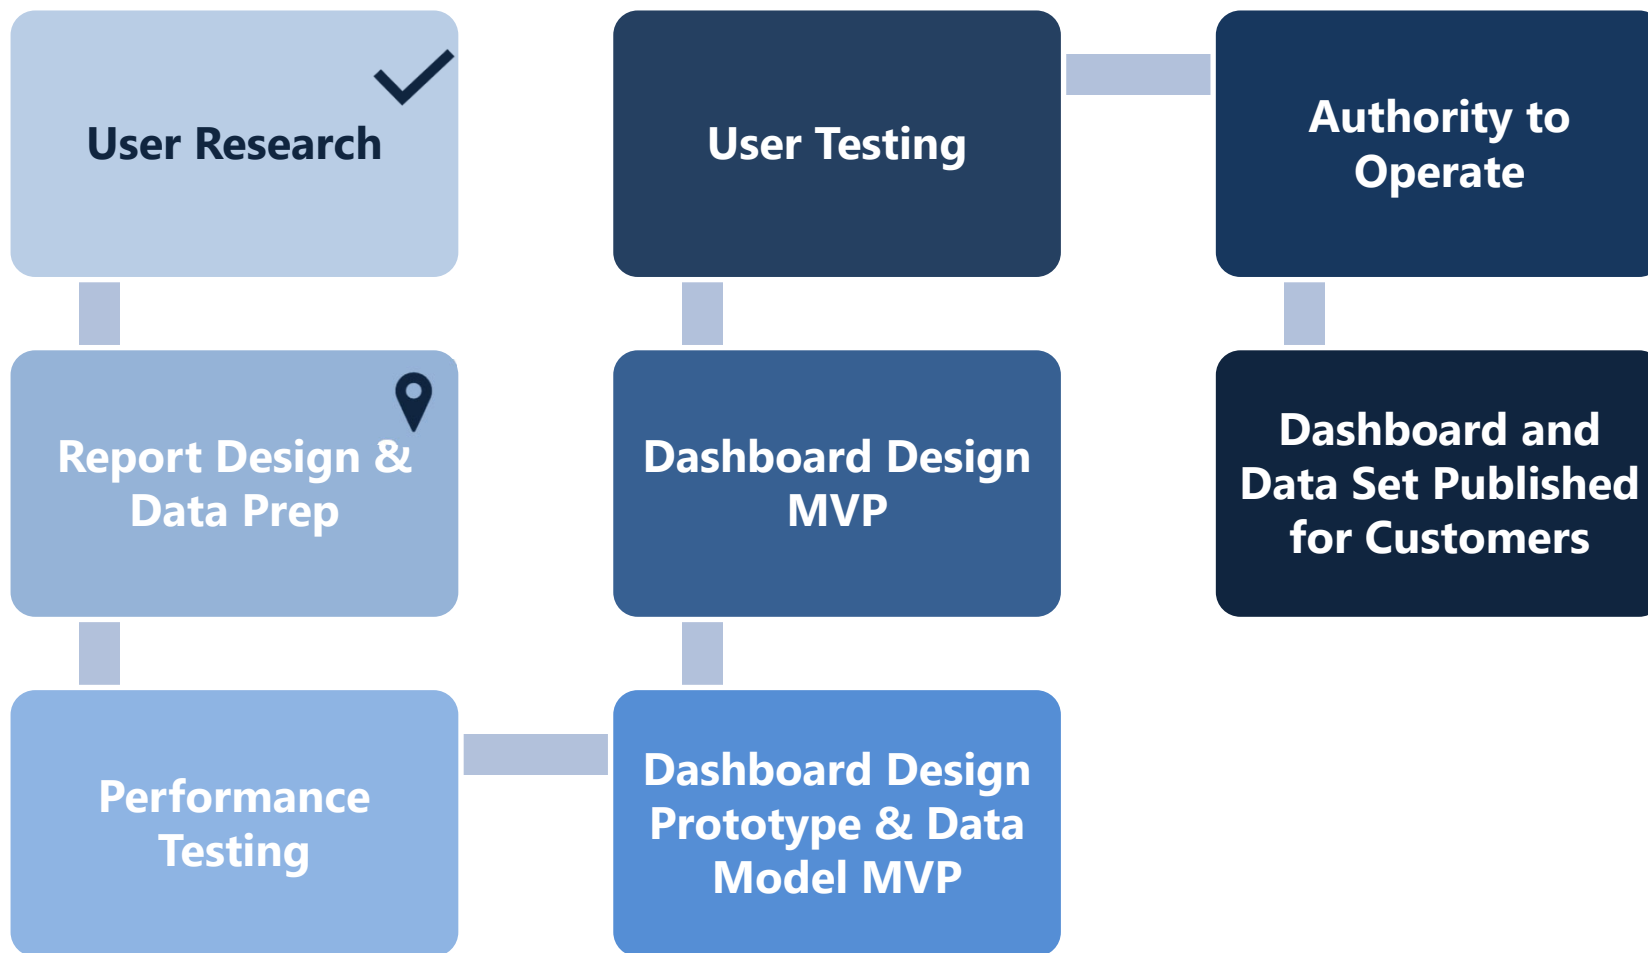 User Research
Report Design &
Data Prep
Performance
Testing
Dashboard Design
Prototype & Data
Model MVP
Dashboard Design
MVP
User Testing
Authority to
Operate
Dashboard and
Data Set Published
for Customers